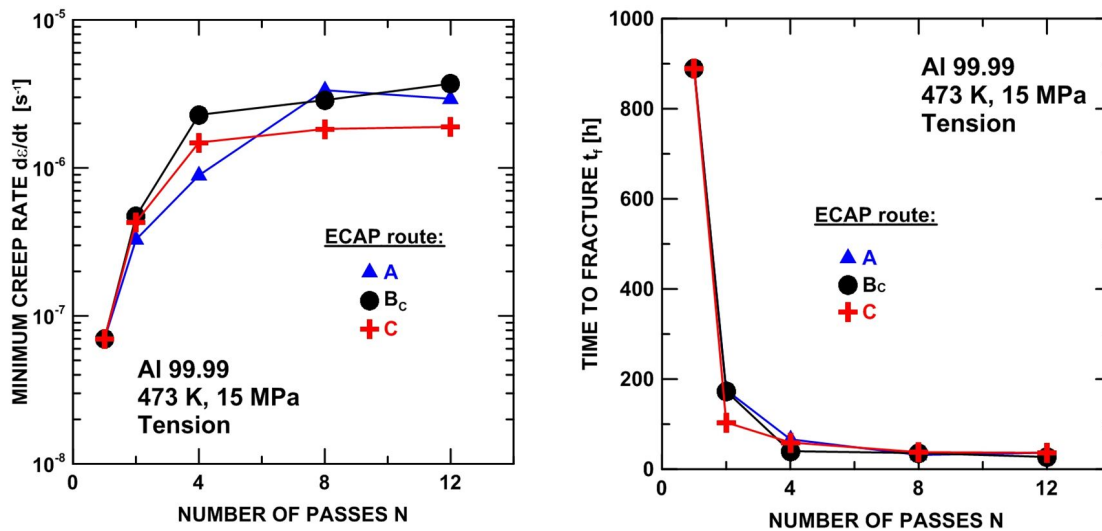 10⁻⁵
10⁻⁶
10⁻⁷
10⁻⁸
MINIMUM CREEP RATE dε/dt [s⁻¹]
ECAP route:
A
Bc
C
Al 99.99
473 K, 15 MPa
Tension
0 4 8 12
NUMBER OF PASSES N
1000
800
600
400
200
0
TIME TO FRACTURE tf [h]
Al 99.99
473 K, 15 MPa
Tension
ECAP route:
A
Bc
C
0 4 8 12
NUMBER OF PASSES N